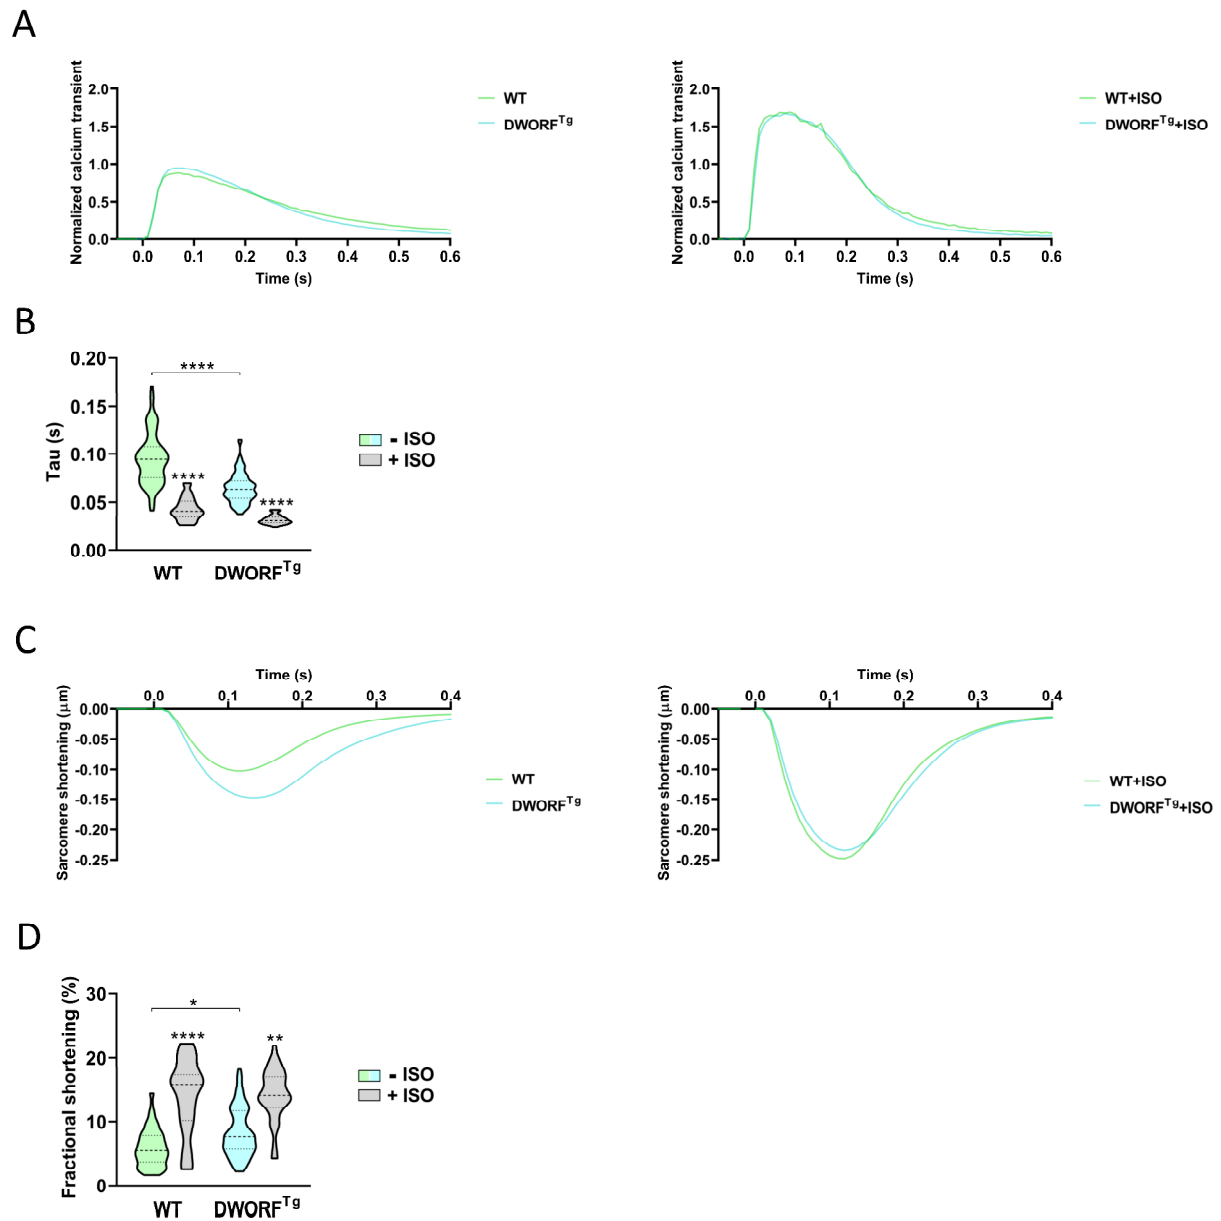 A
Normalized calcium transient
2.0
1.5
1.0
0.5
0.0
0.0 0.1 0.2 0.3 0.4 0.5 0.6
Time (s)
WT
DWORFTg
Normalized calcium transient
2.0
1.5
1.0
0.5
0.0
0.0 0.1 0.2 0.3 0.4 0.5 0.6
Time (s)
WT+ISO
DWORFTg+ISO
B
Tau (s)
0.20
0.15
0.10
0.05
0.00
****
****
****
WT DWORFTg
- ISO
+ ISO
C
Time (s)
0.0 0.1 0.2 0.3 0.4
Sarcomere shortening (μm)
0.00
-0.05
-0.10
-0.15
-0.20
-0.25
WT
DWORFTg
Time (s)
0.0 0.1 0.2 0.3 0.4
Sarcomere shortening (μm)
0.00
-0.05
-0.10
-0.15
-0.20
-0.25
WT+ISO
DWORFTg+ISO
D
Fractional shortening (%)
30
20
10
0
*
****
**
WT DWORFTg
- ISO
+ ISO